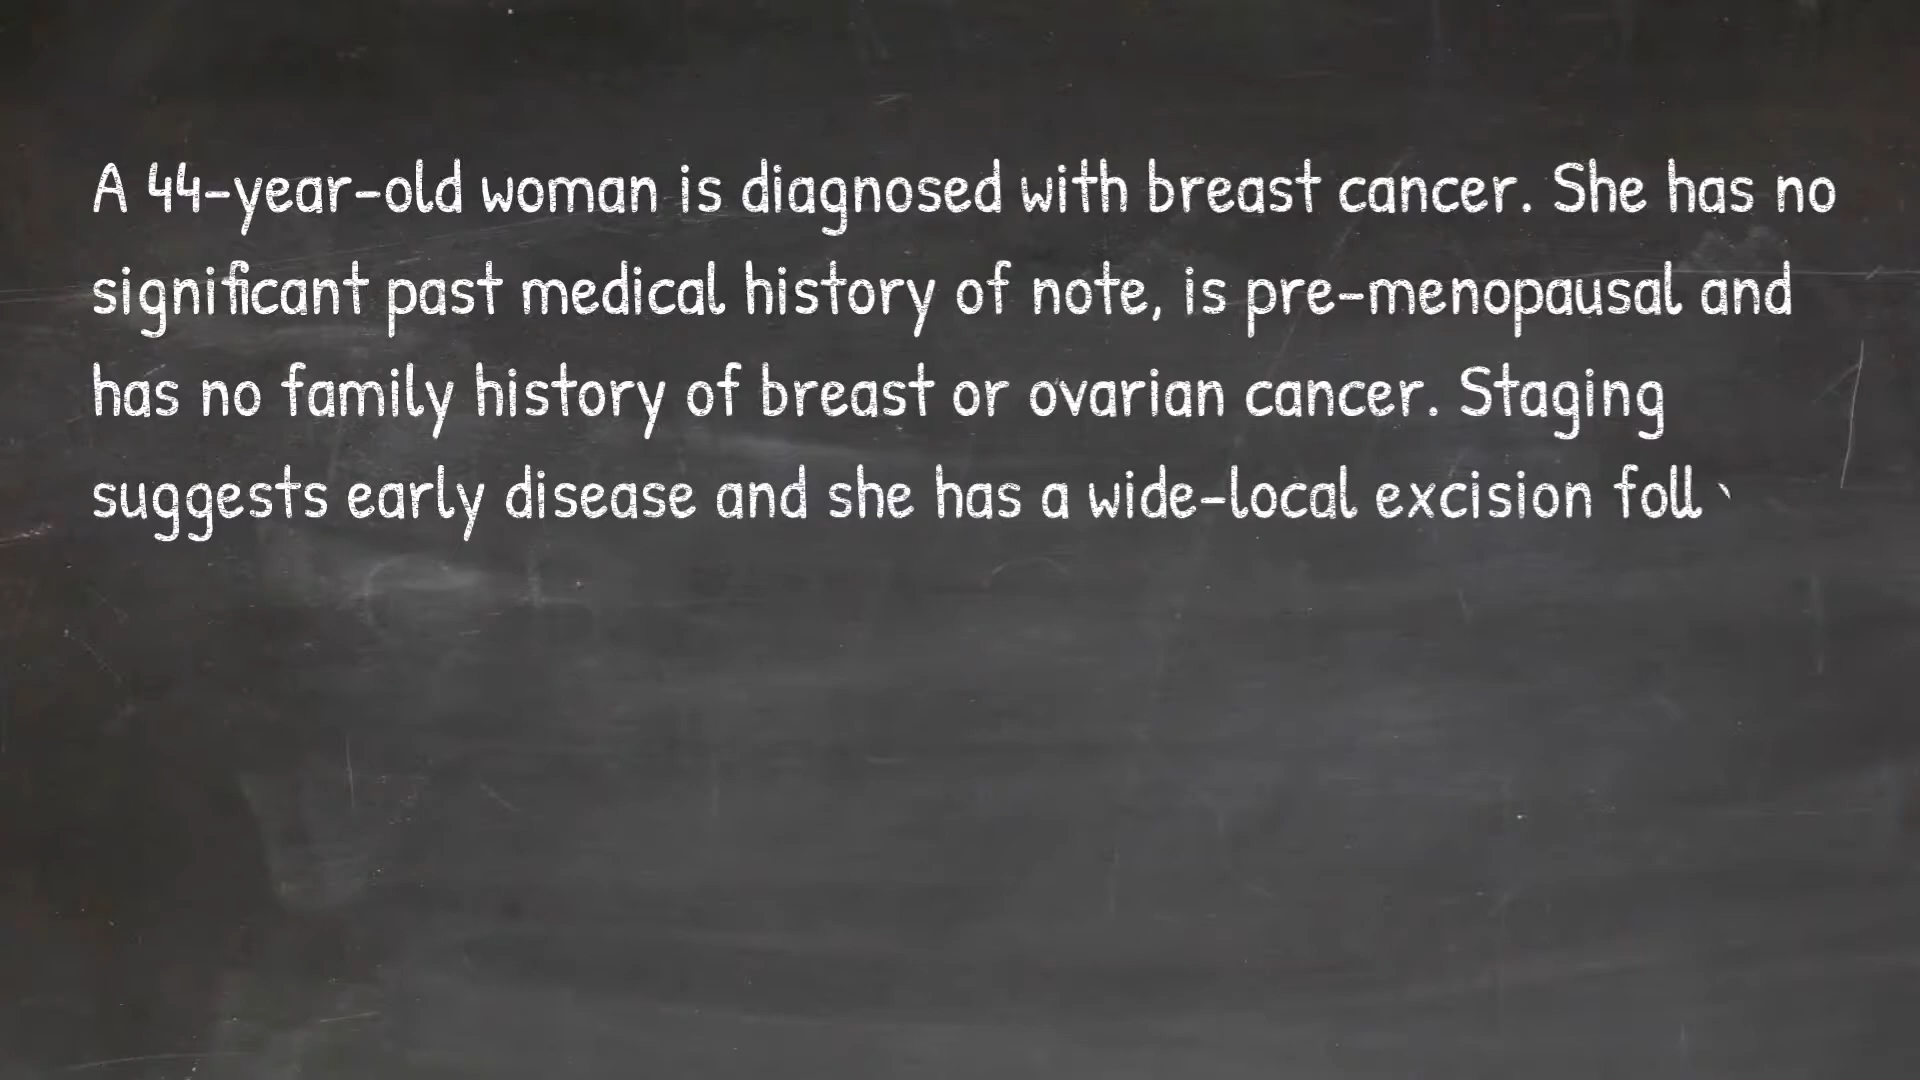 A 44-year-old woman is diagnosed with breast cancer. She has no
significant past medical history of note, is pre-menopausal and
has no family history of breast or ovarian cancer. Staging
suggests early disease and she has a wide-local excision foll